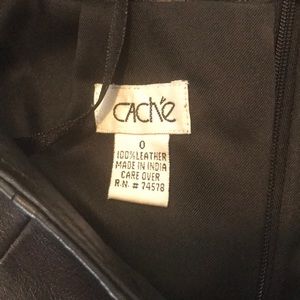 caché
0
100%LEATHER
MADE IN INDIA
CARE OVER
R.N. # 74578